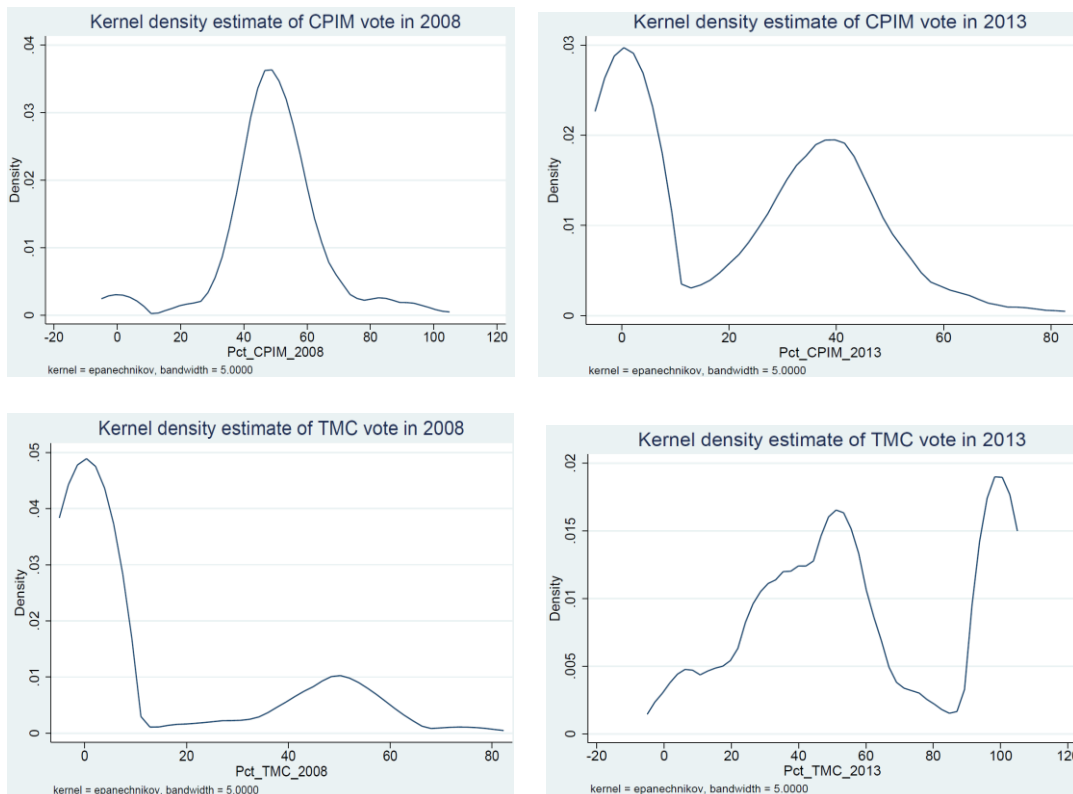 Kernel density estimate of CPIM vote in 2008
.04
.03
.02
.01
0
Density
-20 0 20 40 60 80 100 120
Pct_CPIM_2008
kernel = epanechnikov, bandwidth = 5.0000
Kernel density estimate of CPIM vote in 2013
.03
.02
.01
0
Density
0 20 40 60 80
Pct_CPIM_2013
kernel = epanechnikov, bandwidth = 5.0000
Kernel density estimate of TMC vote in 2008
.05
.04
.03
.02
.01
0
Density
0 20 40 60 80
Pct_TMC_2008
kernel = epanechnikov, bandwidth = 5.0000
Kernel density estimate of TMC vote in 2013
.02
.015
.01
.005
0
Density
-20 0 20 40 60 80 100 120
Pct_TMC_2013
kernel = epanechnikov, bandwidth = 5.0000